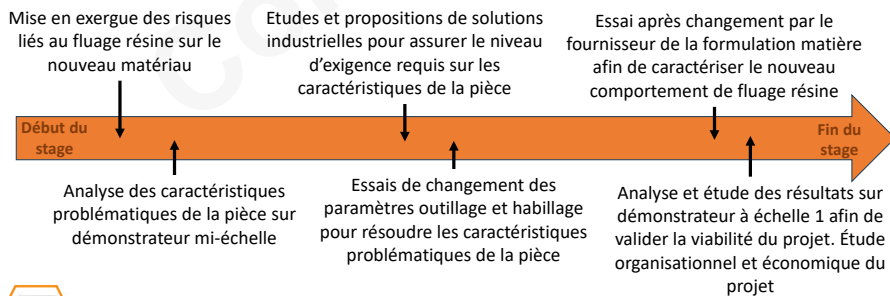 Mise en exergue des risques
liés au fluage résine sur le
nouveau matériau
Etudes et propositions de solutions
industrielles pour assurer le niveau
d'exigence requis sur les
caractéristiques de la pièce
Essai après changement par le
fournisseur de la formulation matière
afin de caractériser le nouveau
comportement de fluage résine
Début du
stage
Fin du
stage
Analyse des caractéristiques
problématiques de la pièce sur
démonstrateur mi-échelle
Essais de changement des
paramètres outillage et habillage
pour résoudre les caractéristiques
problématiques de la pièce
Analyse et étude des résultats sur
démonstrateur à échelle 1 afin de
valider la viabilité du projet. Étude
organisationnel et économique du
projet